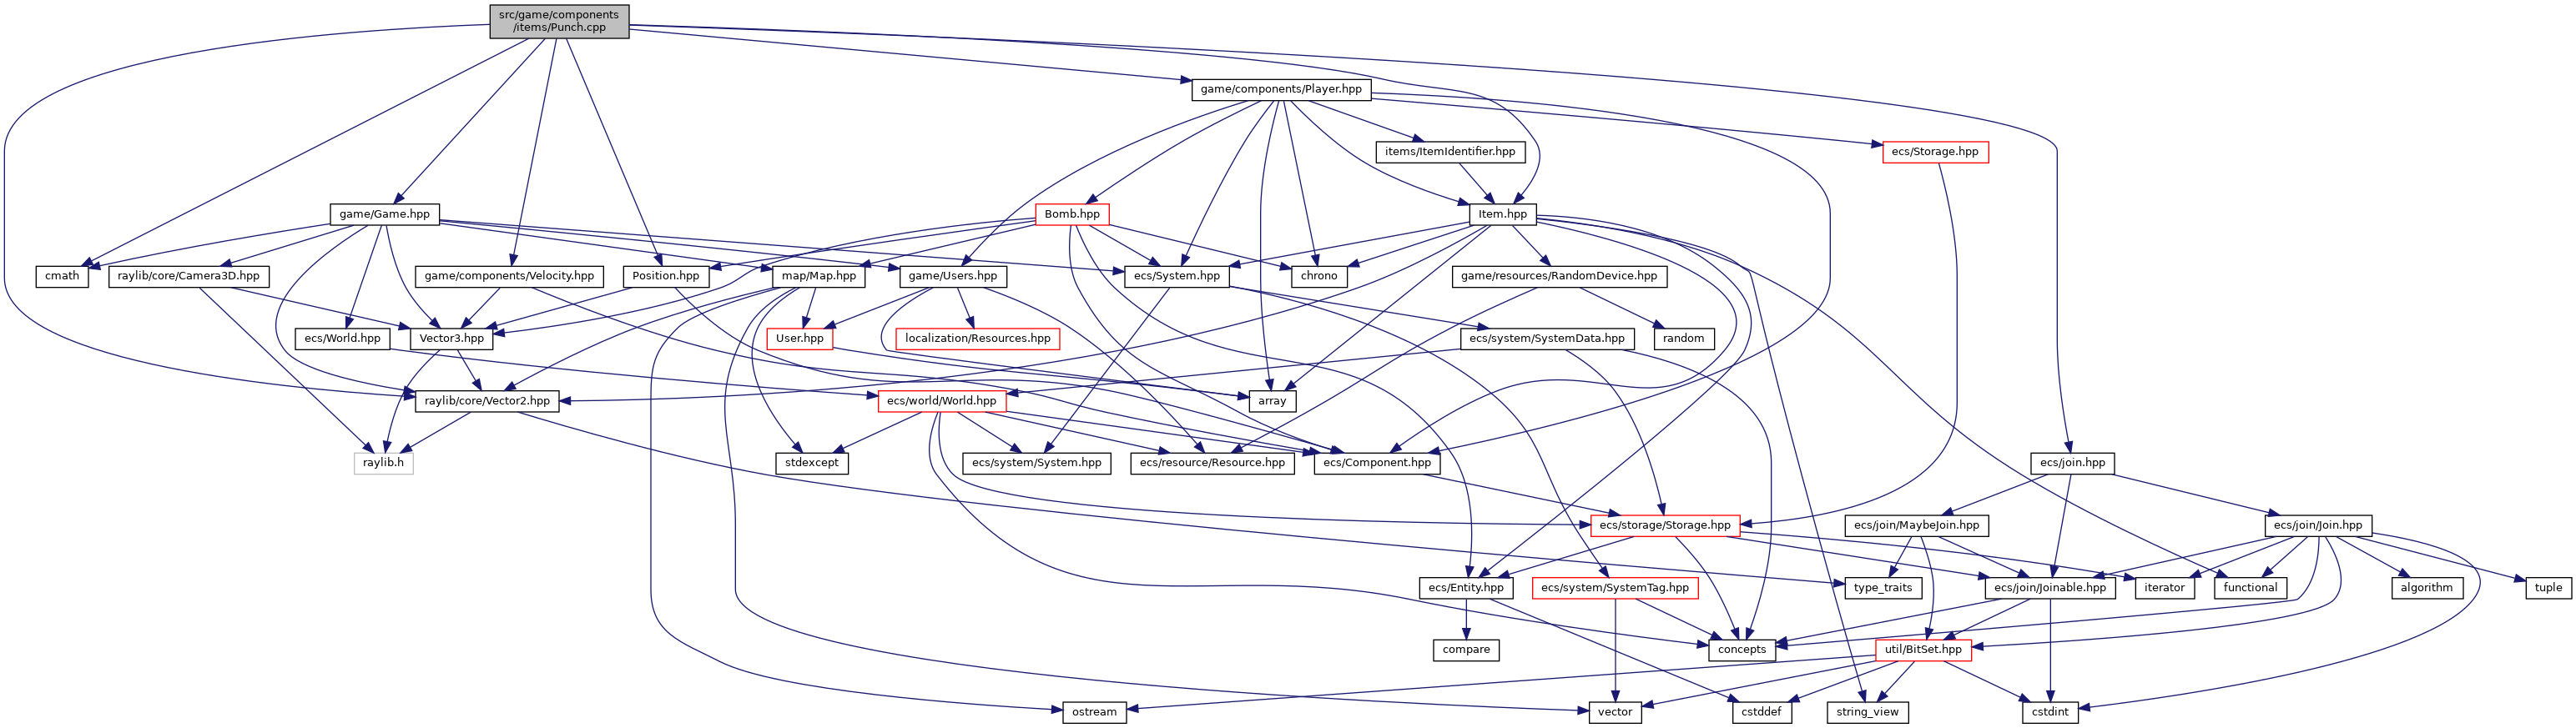 src/game/components
/items/Punch.cpp
game/components/Player.hpp
items/ItemIdentifier.hpp
ecs/Storage.hpp
game/Game.hpp
Bomb.hpp
Item.hpp
cmath
raylib/core/Camera3D.hpp
game/components/Velocity.hpp
Position.hpp
map/Map.hpp
game/Users.hpp
ecs/System.hpp
chrono
game/resources/RandomDevice.hpp
ecs/World.hpp
Vector3.hpp
User.hpp
localization/Resources.hpp
ecs/system/SystemData.hpp
random
raylib/core/Vector2.hpp
ecs/world/World.hpp
array
raylib.h
stdexcept
ecs/system/System.hpp
ecs/resource/Resource.hpp
ecs/Component.hpp
ecs/join.hpp
ecs/storage/Storage.hpp
ecs/join/MaybeJoin.hpp
ecs/join/Join.hpp
ecs/Entity.hpp
ecs/system/SystemTag.hpp
type_traits
ecs/join/Joinable.hpp
iterator
functional
algorithm
tuple
compare
concepts
util/BitSet.hpp
ostream
vector
cstddef
string_view
cstdint